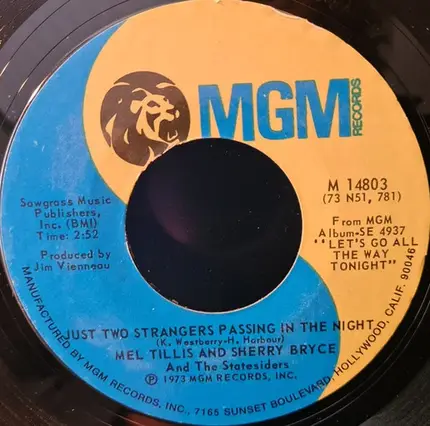 MGM
RECORDS
Sawgrass Music
Publishers,
Inc. (BMI)
Time: 2:52
Produced by
Jim Vienneau
M 14803
(73 N51, 781)
From MGM
Album-SE 4937
"LET'S GO ALL
THE WAY
TONIGHT"
JUST TWO STRANGERS PASSING IN THE NIGHT
(K. Westberry-H. Harbour)
MEL TILLIS AND SHERRY BRYCE
And The Statesiders
Ⓟ 1973 MGM RECORDS, INC.
MANUFACTURED BY MGM RECORDS, INC., 7165 SUNSET BOULEVARD, HOLLYWOOD, CALIF. 90046